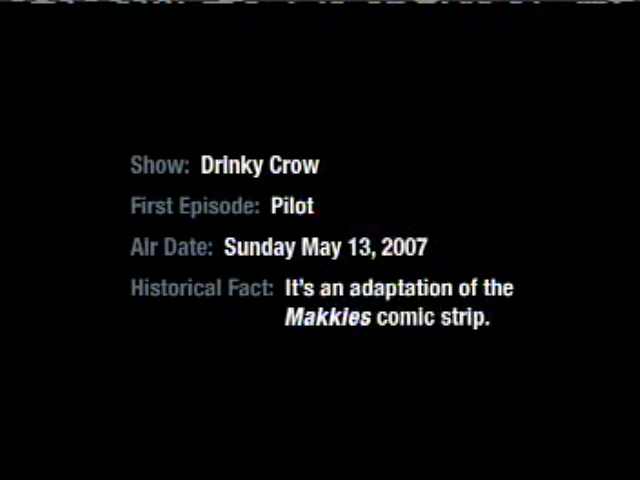 Show: Drinky Crow
First Episode: Pilot
Air Date: Sunday May 13, 2007
Historical Fact: It's an adaptation of the
Makkies comic strip.